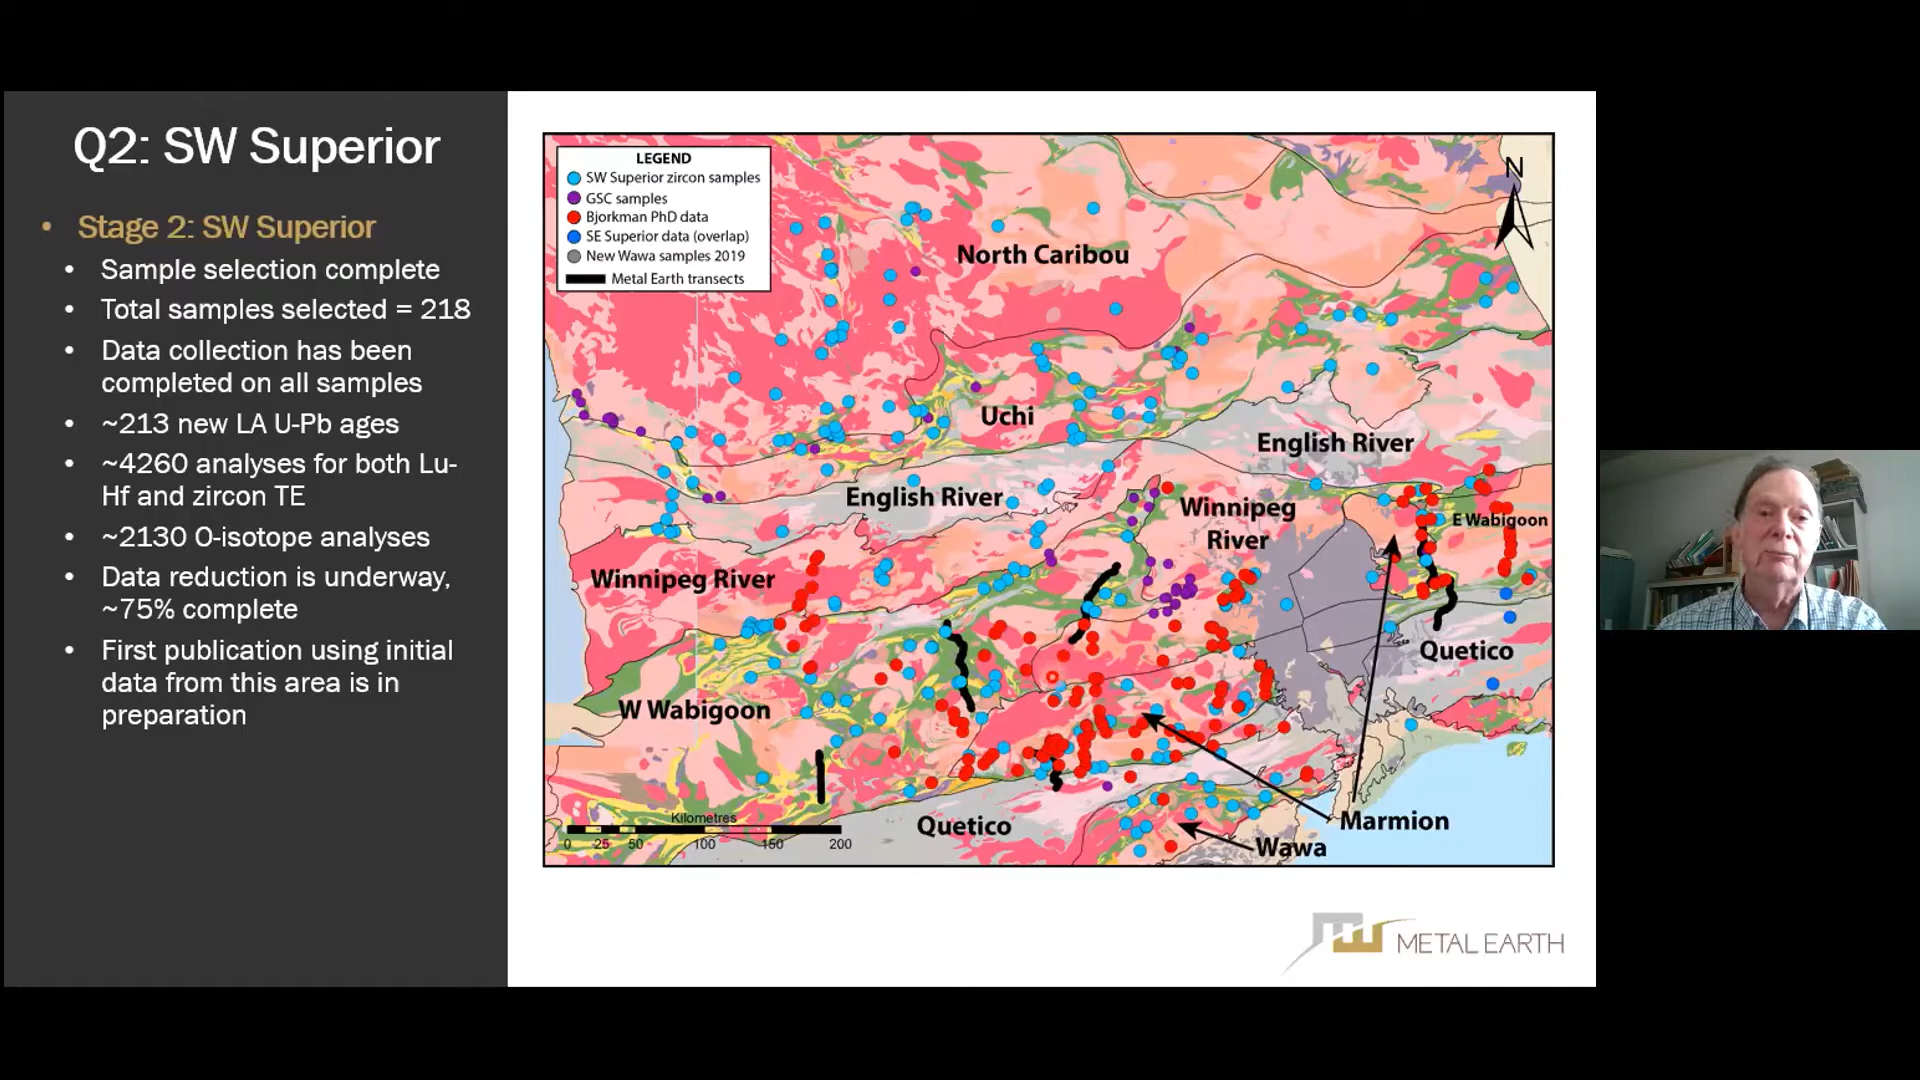 Q2: SW Superior
• Stage 2: SW Superior
• Sample selection complete
• Total samples selected = 218
• Data collection has been
completed on all samples
• ~213 new LA U-Pb ages
• ~4260 analyses for both Lu-
Hf and zircon TE
• ~2130 O-isotope analyses
• Data reduction is underway,
~75% complete
• First publication using initial
data from this area is in
preparation
LEGEND
SW Superior zircon samples
GSC samples
Bjorkman PhD data
SE Superior data (overlap)
New Wawa samples 2019
Metal Earth transects
N
North Caribou
Uchi
English River
English River
Winnipeg
River
E Wabigoon
Winnipeg River
Quetico
W Wabigoon
Kilometres
0 25 50 100 150 200
Quetico
Marmion
Wawa
METAL EARTH